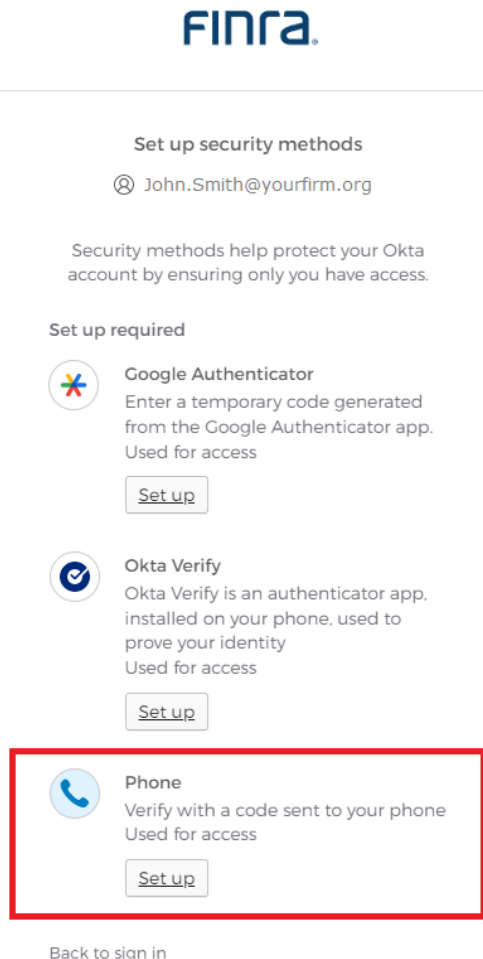 FINra.
Set up security methods
John.Smith@yourfirm.org
Security methods help protect your Okta
account by ensuring only you have access.
Set up required
Google Authenticator
Enter a temporary code generated
from the Google Authenticator app.
Used for access
Set up
Okta Verify
Okta Verify is an authenticator app,
installed on your phone, used to
prove your identity
Used for access
Set up
Phone
Verify with a code sent to your phone
Used for access
Set up
Back to sign in